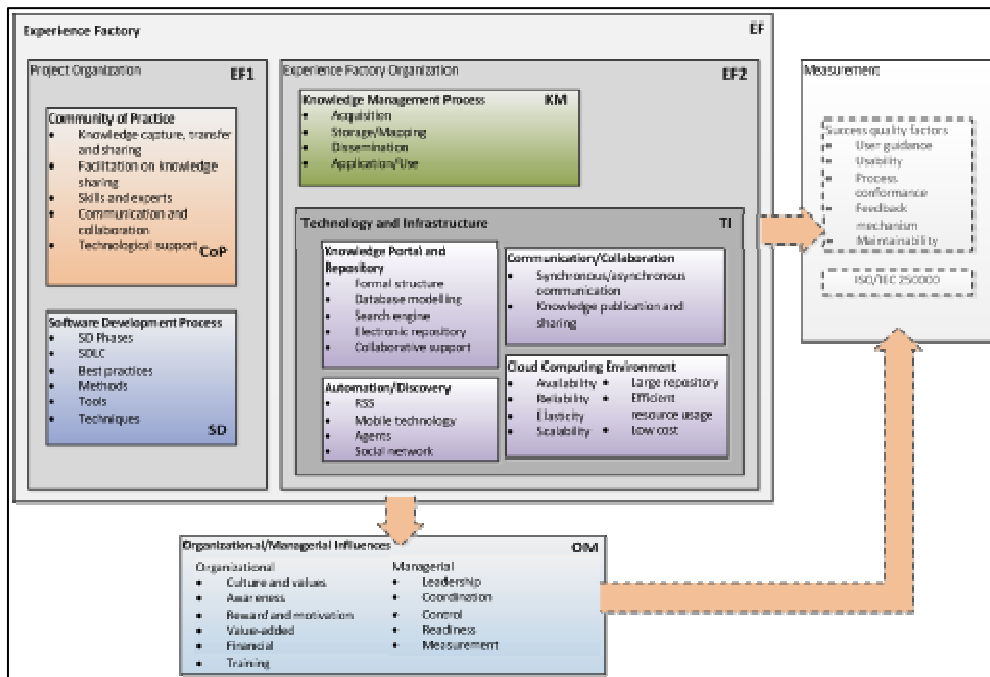 Experience Factory
EF
Project Organization
EF1
Community of Practice
• Knowledge capture, transfer
and sharing
• Facilitation on knowledge
sharing
• Skills and experts
• Communication and
collaboration
• Technological support
CoP
Software Development Process
• SD Phases
• SDLC
• Best practices
• Methods
• Tools
• Techniques
SD
Experience Factory Organization
EF2
Knowledge Management Process
KM
• Acquisition
• Storage/Mapping
• Dissemination
• Application/Use
Technology and Infrastructure
TI
Knowledge Portal and
Repository
• Formal structure
• Database modelling
• Search engine
• Electronic repository
• Collaborative support
Communication/Collaboration
• Synchronous/asynchronous
communication
• Knowledge publication and
sharing
Automation/Discovery
• RSS
• Mobile technology
• Agents
• Social network
Cloud Computing Environment
• Availability
• Reliability
• Elasticity
• Scalability
• Large repository
• Efficient
resource usage
• Low cost
Measurement
Success quality factors
• User guidance
• Usability
• Process
conformance
• Feedback
mechanism
• Maintainability
ISO/IEC 250000
Organizational/Managerial Influences
OM
Organizational
• Culture and values
• Awareness
• Reward and motivation
• Value-added
• Financial
• Training
Managerial
• Leadership
• Coordination
• Control
• Readiness
• Measurement